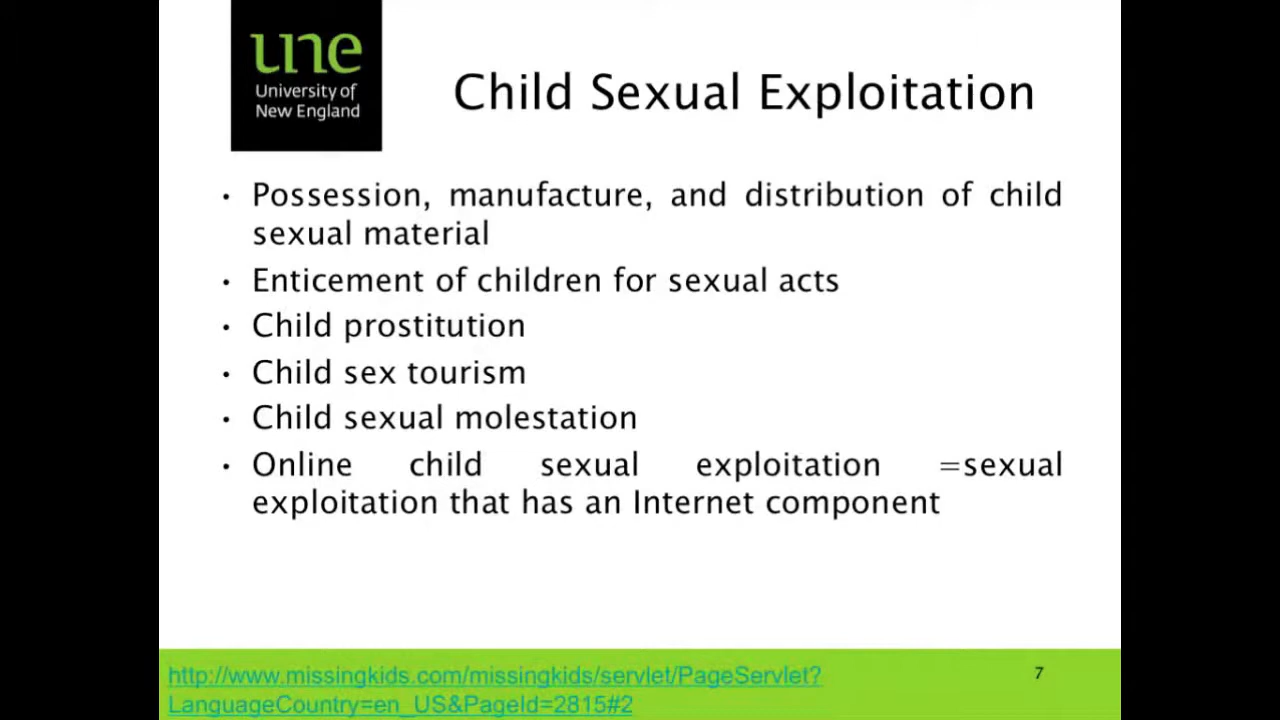 une
University of
New England
Child Sexual Exploitation
• Possession, manufacture, and distribution of child
sexual material
• Enticement of children for sexual acts
• Child prostitution
• Child sex tourism
• Child sexual molestation
• Online child sexual exploitation =sexual
exploitation that has an Internet component
http://www.missingkids.com/missingkids/servlet/PageServlet?
LanguageCountry=en_US&PageId=2815#2
7